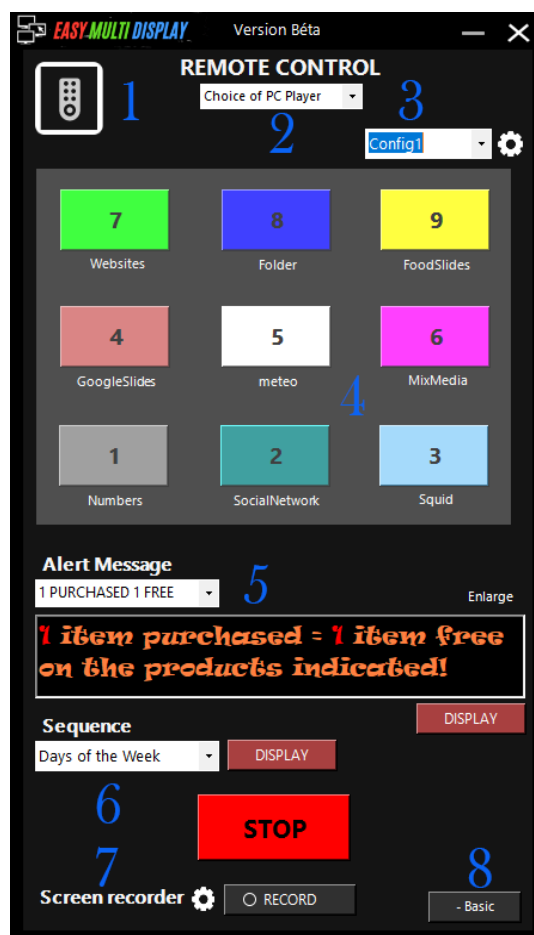 EASY MULTI DISPLAY Version Béta
REMOTE CONTROL
1
Choice of PC Player
2
3
Config1
7 8 9
Websites Folder FoodSlides
4 5 6
GoogleSlides meteo MixMedia
4
1 2 3
Numbers SocialNetwork Squid
Alert Message
1 PURCHASED 1 FREE
5
Enlarge
1 item purchased = 1 item free
on the products indicated!
DISPLAY
Sequence
Days of the Week DISPLAY
6
STOP
7
8
Screen recorder RECORD
- Basic